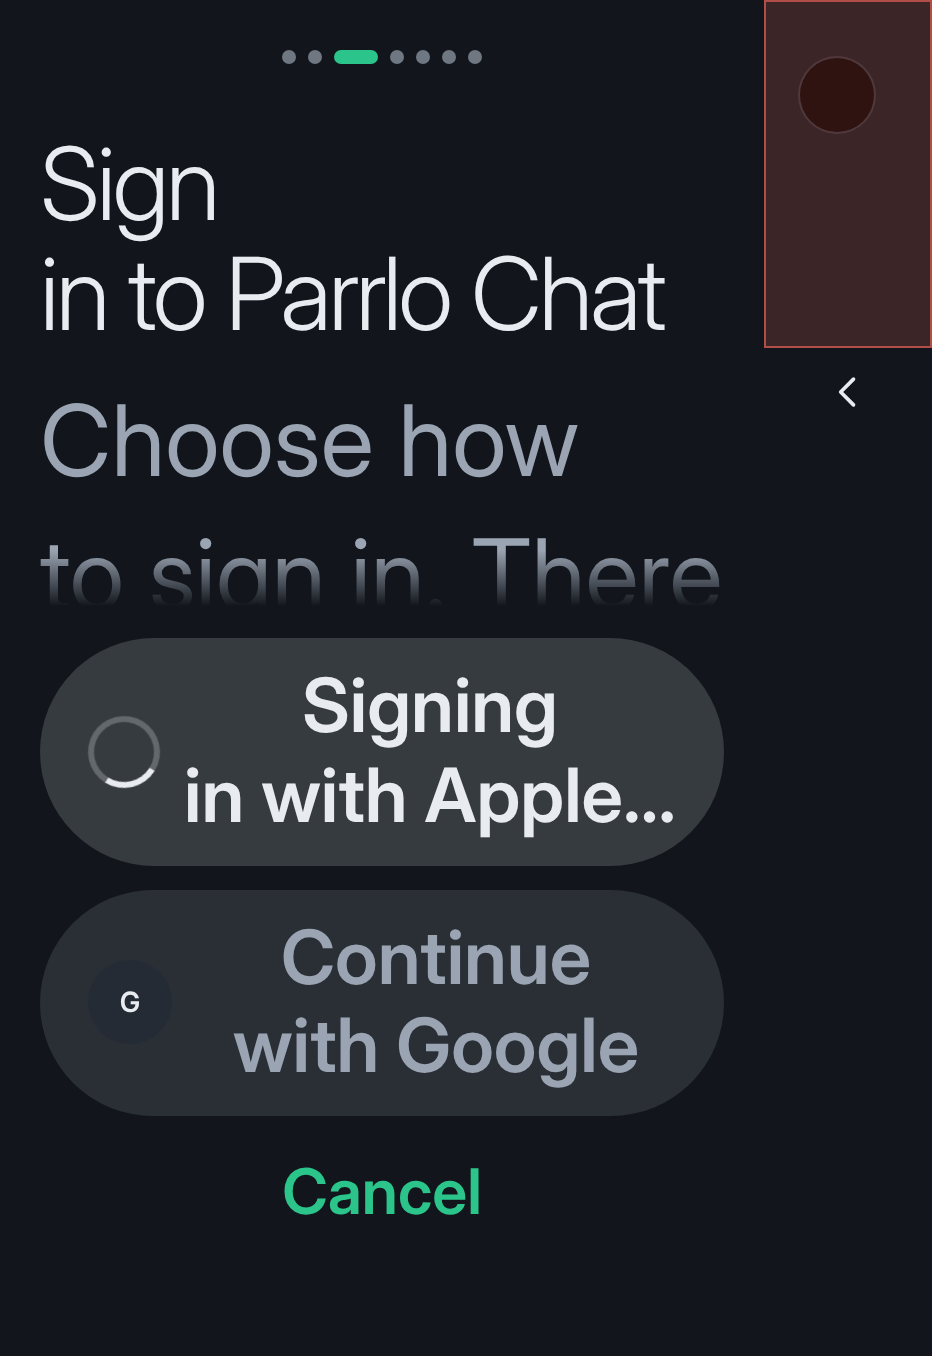 Sign
in to Parrlo Chat
Choose how
to sign in. There
Signing
in with Apple...
G
Continue
with Google
Cancel